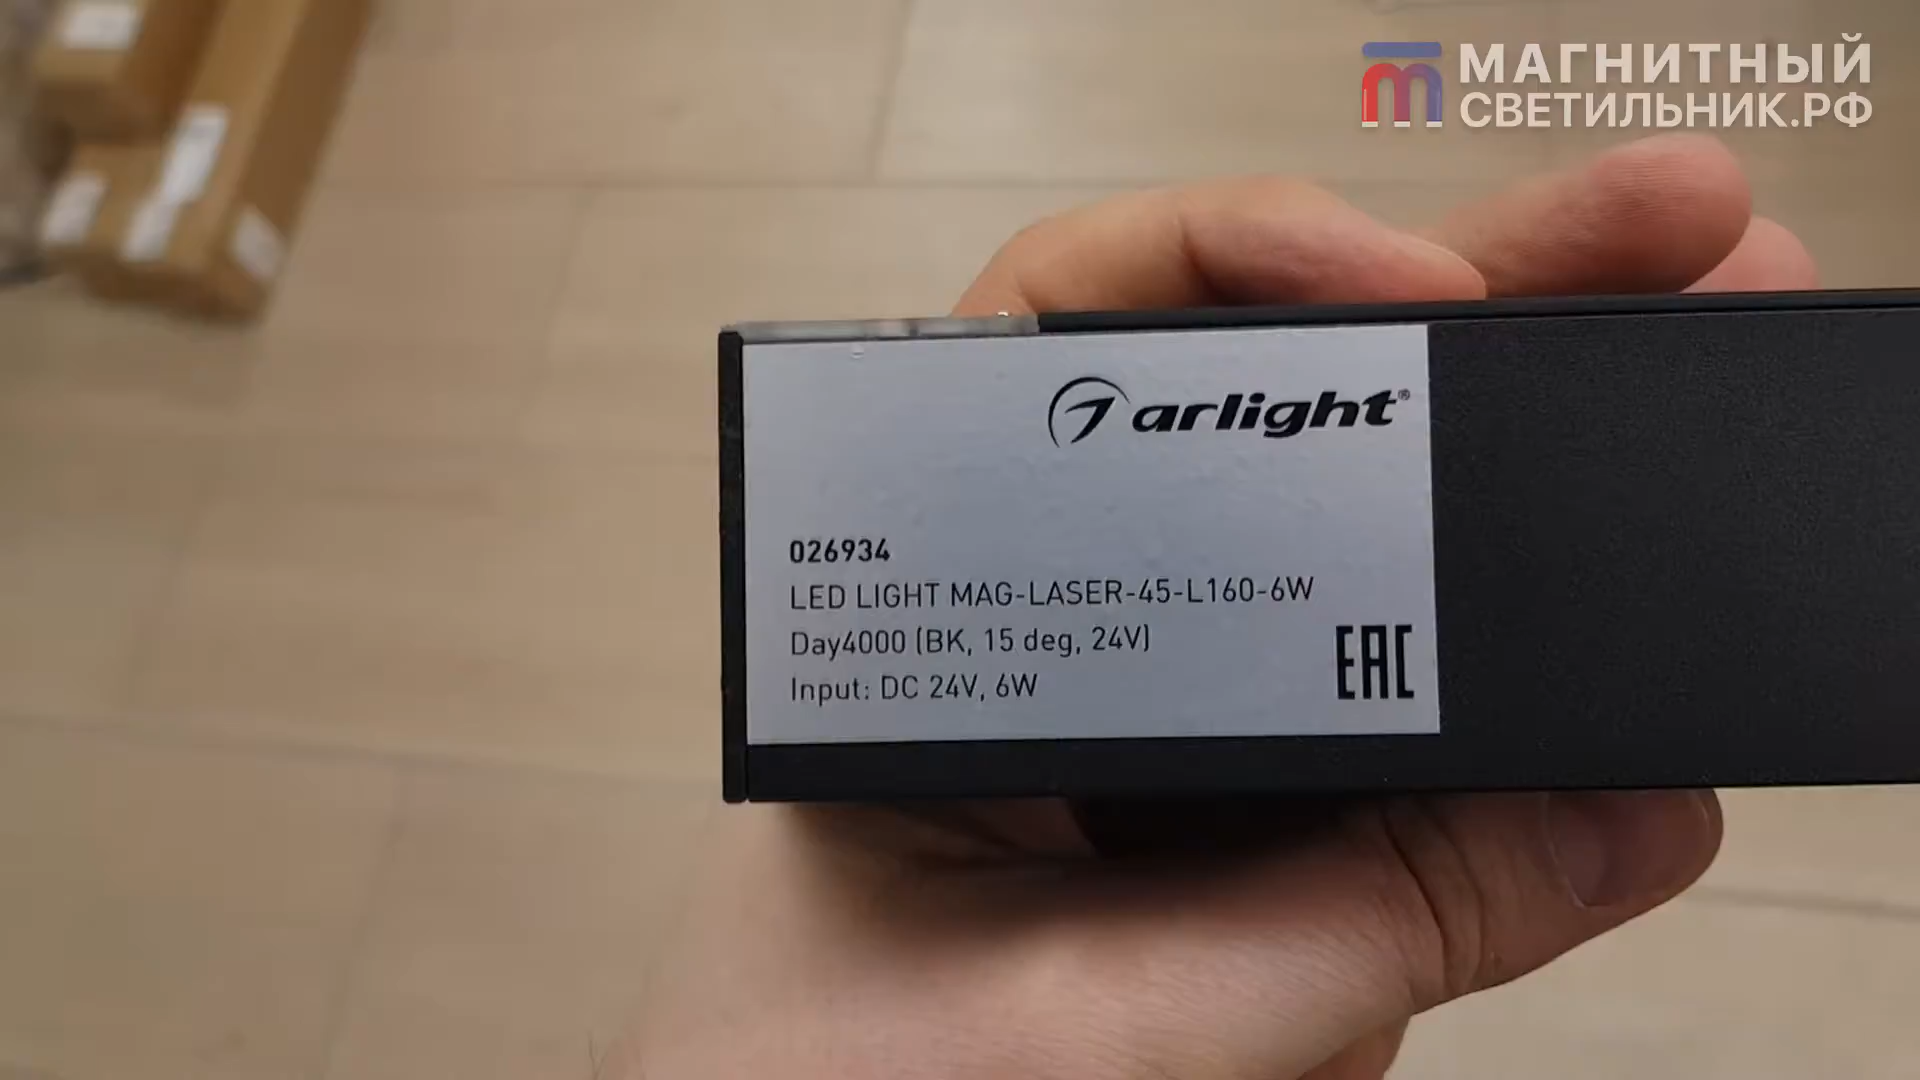 МАГНИТНЫЙ
СВЕТИЛЬНИК.РФ
arlight®
026934
LED LIGHT MAG-LASER-45-L160-6W
Day4000 (BK, 15 deg, 24V)
Input: DC 24V, 6W
EAC